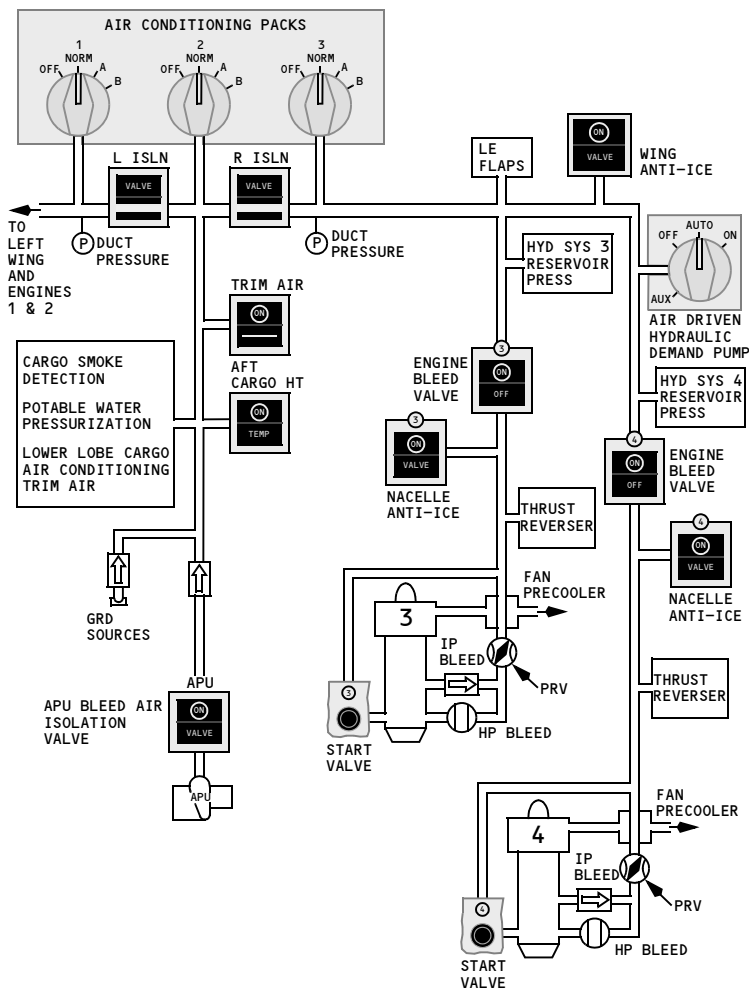 AIR CONDITIONING PACKS
1
NORM
OFF
A
B
2
NORM
OFF
A
B
3
NORM
OFF
A
B
L ISLN
VALVE
R ISLN
VALVE
LE
FLAPS
ON
VALVE
WING
ANTI-ICE
TO
LEFT
WING
AND
ENGINES
1 & 2
P
DUCT
PRESSURE
P
DUCT
PRESSURE
HYD SYS 3
RESERVOIR
PRESS
OFF
AUTO
ON
AUX
AIR DRIVEN
HYDRAULIC
DEMAND PUMP
TRIM AIR
ON
AFT
CARGO HT
ON
TEMP
CARGO SMOKE
DETECTION
POTABLE WATER
PRESSURIZATION
LOWER LOBE CARGO
AIR CONDITIONING
TRIM AIR
3
ENGINE
BLEED
VALVE
ON
OFF
HYD SYS 4
RESERVOIR
PRESS
3
ON
VALVE
NACELLE
ANTI-ICE
4
ON
OFF
ENGINE
BLEED
VALVE
THRUST
REVERSER
4
ON
VALVE
NACELLE
ANTI-ICE
GRD
SOURCES
FAN
PRECOOLER
3
IP
BLEED
PRV
3
HP BLEED
START
VALVE
THRUST
REVERSER
APU
APU BLEED AIR
ISOLATION
VALVE
ON
VALVE
APU
FAN
PRECOOLER
4
IP
BLEED
PRV
4
HP BLEED
START
VALVE